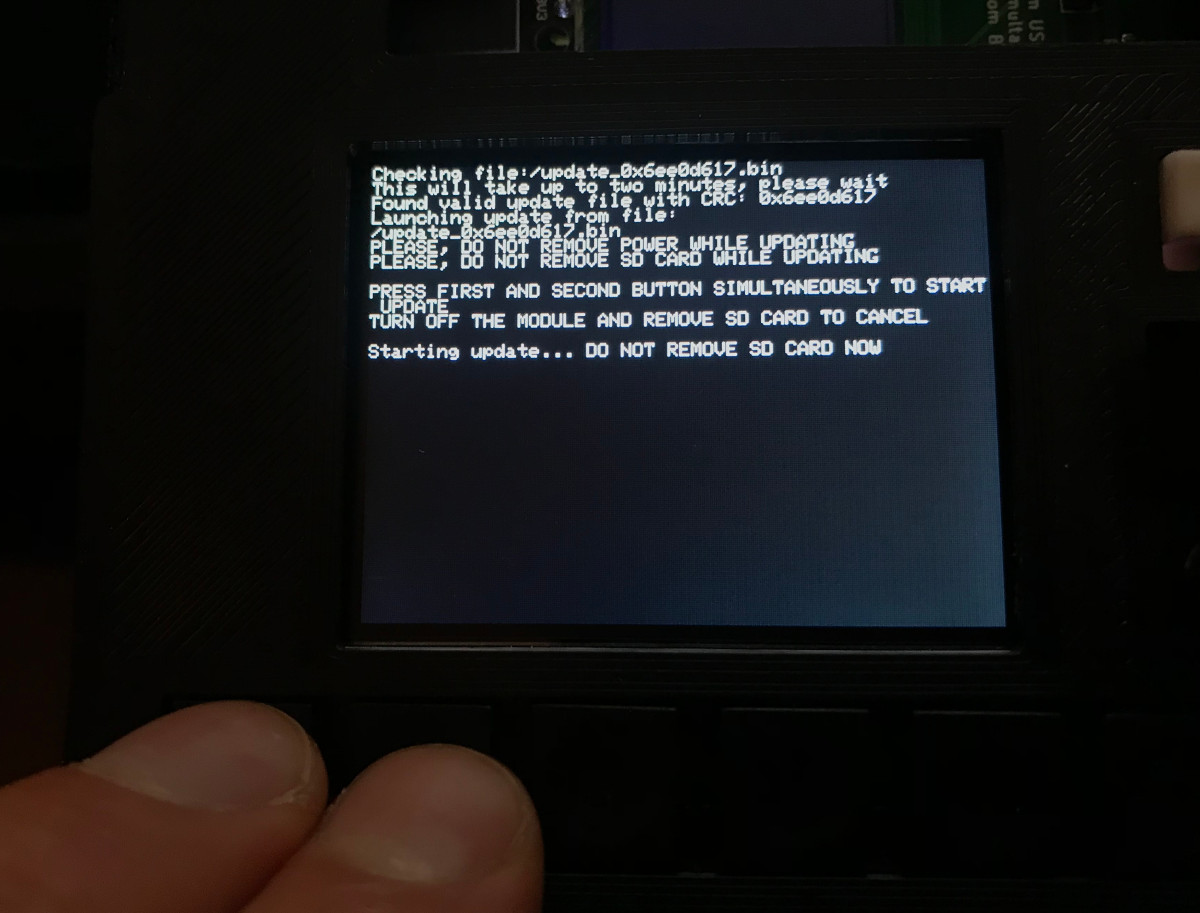 Checking file:/update_0x6ee0d617.bin
This will take up to two minutes, please wait
Found valid update file with CRC: 0x6ee0d617
Launching update from file:
/update_0x6ee0d617.bin
PLEASE, DO NOT REMOVE POWER WHILE UPDATING
PLEASE, DO NOT REMOVE SD CARD WHILE UPDATING
PRESS FIRST AND SECOND BUTTON SIMULTANEOUSLY TO START
UPDATE
TURN OFF THE MODULE AND REMOVE SD CARD TO CANCEL
Starting update... DO NOT REMOVE SD CARD NOW